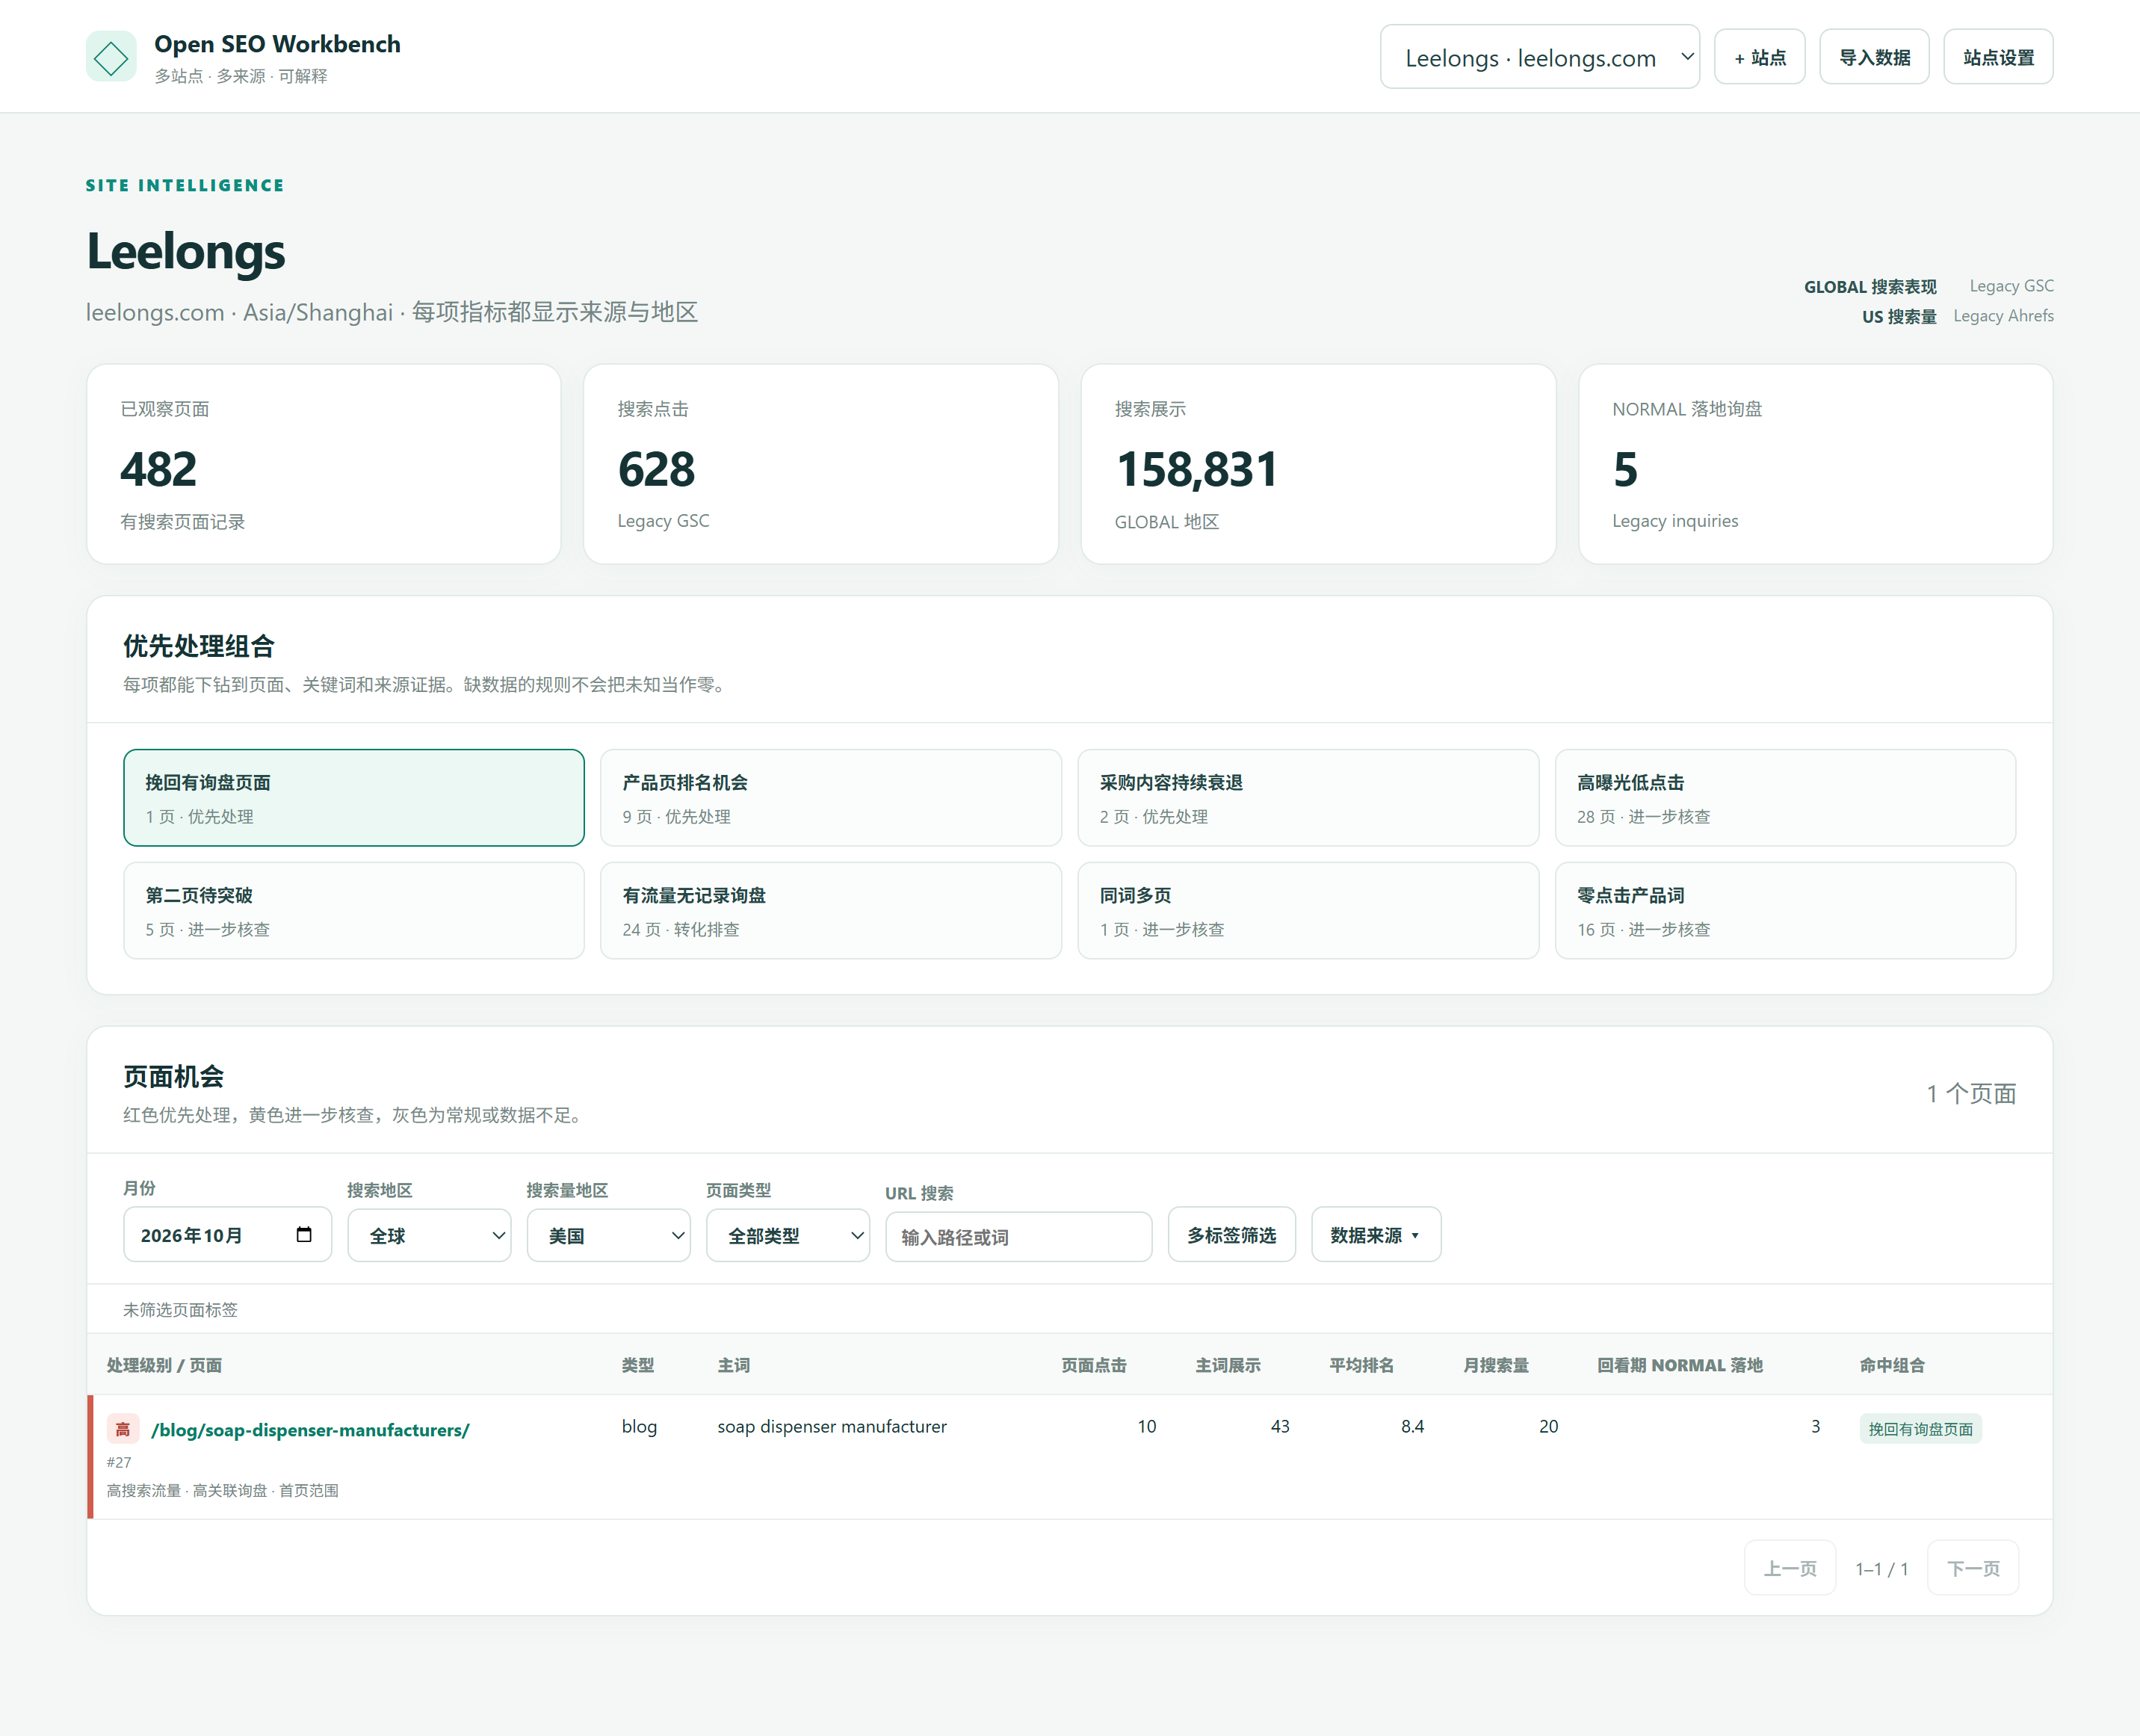 Open SEO Workbench
多站点 · 多来源 · 可解释
Leelongs · leelongs.com
+ 站点
导入数据
站点设置
SITE INTELLIGENCE
Leelongs
leelongs.com · Asia/Shanghai · 每项指标都显示来源与地区
GLOBAL 搜索表现 Legacy GSC
US 搜索量 Legacy Ahrefs
已观察页面
482
有搜索页面记录
搜索点击
628
Legacy GSC
搜索展示
158,831
GLOBAL 地区
NORMAL 落地询盘
5
Legacy inquiries
优先处理组合
每项都能下钻到页面、关键词和来源证据。缺数据的规则不会把未知当作零。
挽回有询盘页面
1 页 · 优先处理
产品页排名机会
9 页 · 优先处理
采购内容持续衰退
2 页 · 优先处理
高曝光低点击
28 页 · 进一步核查
第二页待突破
5 页 · 进一步核查
有流量无记录询盘
24 页 · 转化排查
同词多页
1 页 · 进一步核查
零点击产品词
16 页 · 进一步核查
页面机会
红色优先处理，黄色进一步核查，灰色为常规或数据不足。
1 个页面
月份
2026年10月
搜索地区
全球
搜索量地区
美国
页面类型
全部类型
URL 搜索
输入路径或词
多标签筛选
数据来源 ▾
未筛选页面标签
处理级别 / 页面 类型 主词 页面点击 主词展示 平均排名 月搜索量 回看期 NORMAL 落地 命中组合
高 /blog/soap-dispenser-manufacturers/ blog soap dispenser manufacturer 10 43 8.4 20 3 挽回有询盘页面
#27
高搜索流量 · 高关联询盘 · 首页范围
上一页 1–1 / 1 下一页